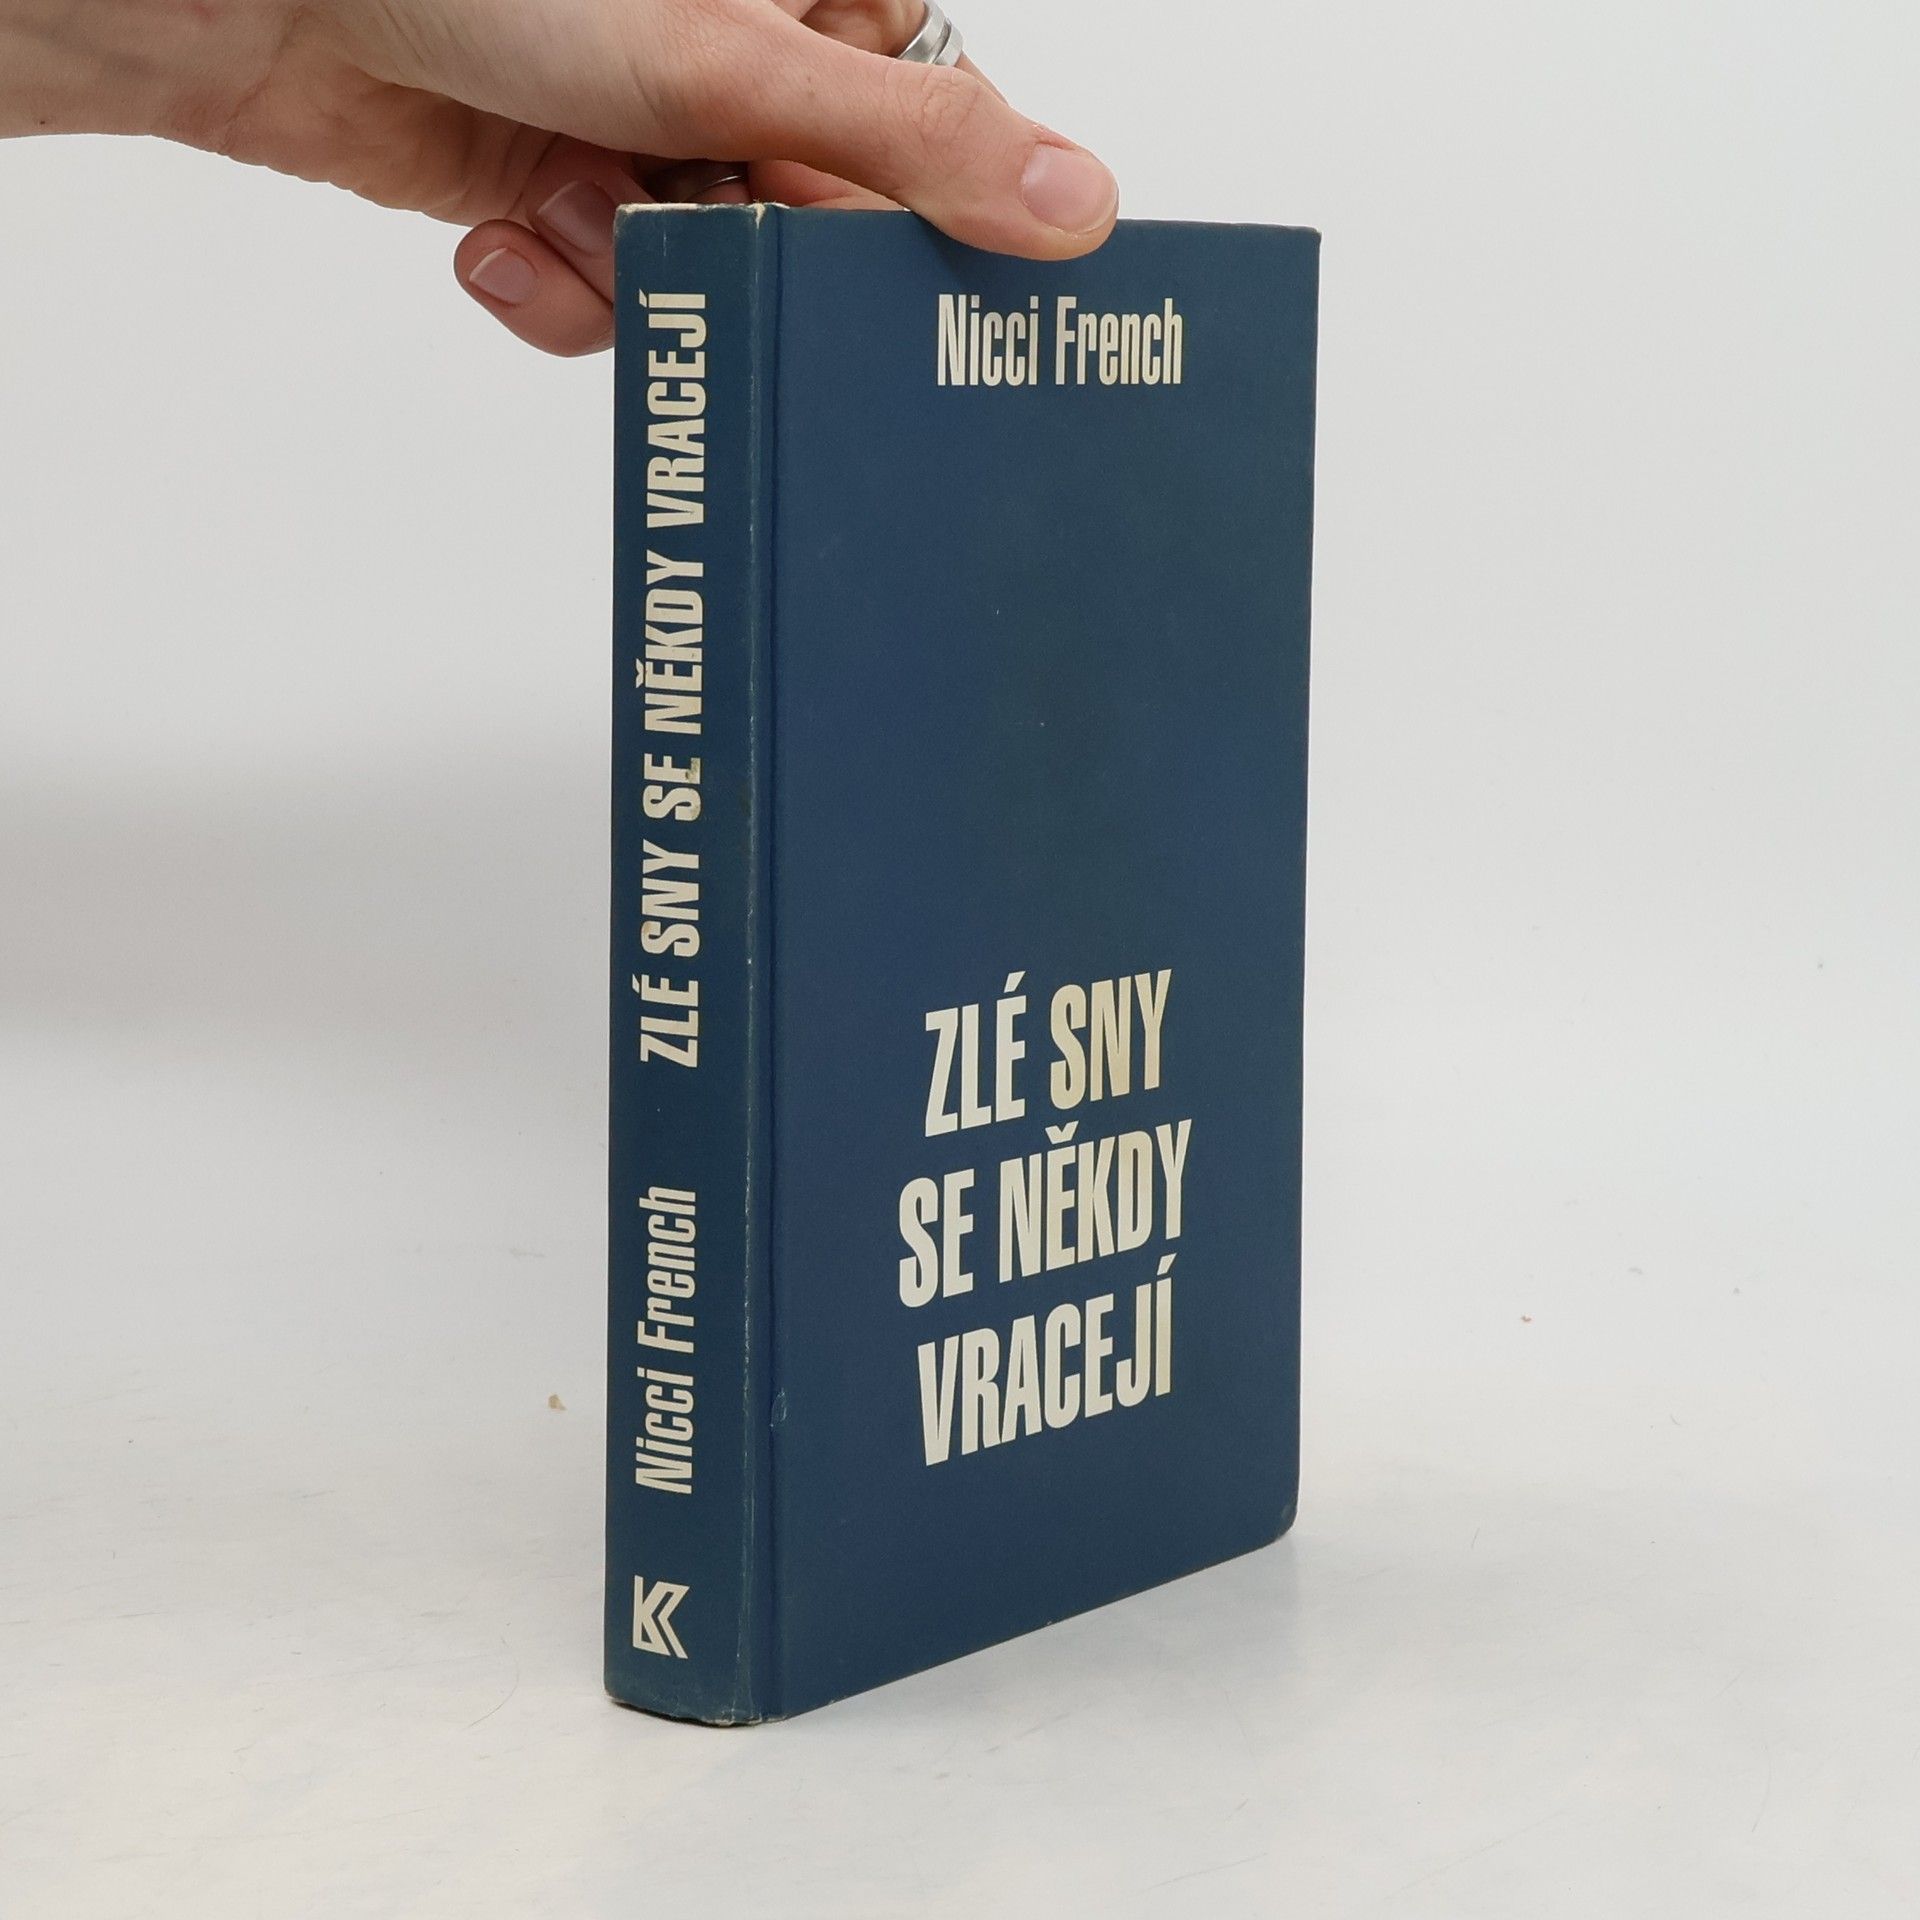 Nicci French
ZLÉ SNY
SE NĚKDY
VRACEJÍ
Nicci French ZLÉ SNY SE NĚKDY VRACEJÍ